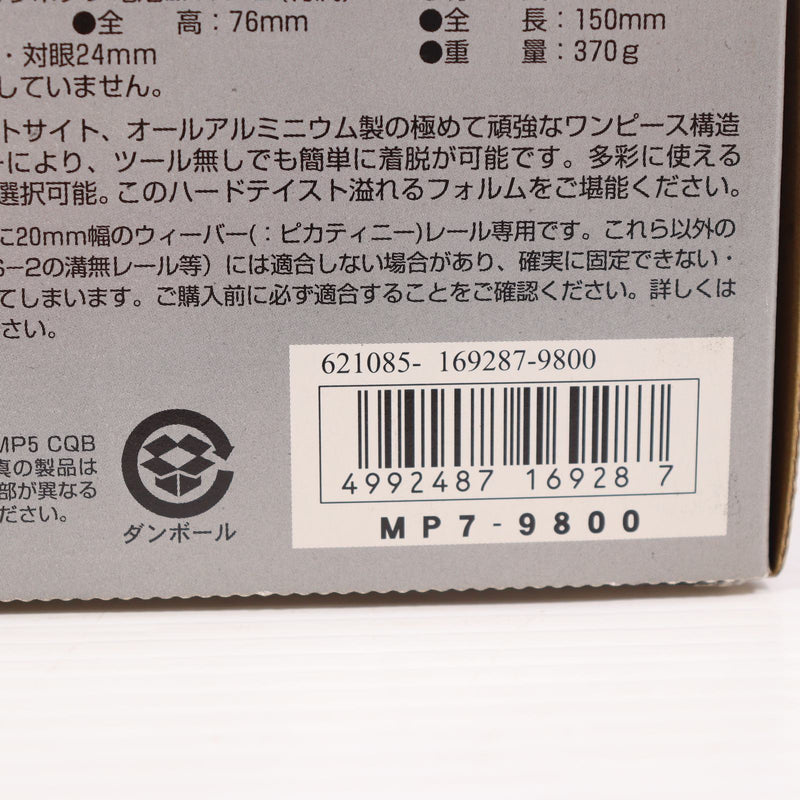 ●全　高：76mm　●全　長：150mm
・対眼24mm　●重　量：370g
していません。
トサイト、オールアルミニウム製の極めて頑強なワンピース構造
ーにより、ツール無しでも簡単に着脱が可能です。多彩に使える
選択可能。このハードテイスト溢れるフォルムをご堪能ください。
に20mm幅のウィーバー(：ピカティニー)レール専用です。これら以外の
6-2の溝無レール等）には適合しない場合があり、確実に固定できない・
てしまいます。ご購入前に必ず適合することをご確認ください。詳しくは
さい。
621085- 169287-9800
4992487 169287
MP7-9800
MP5 CQB
真の製品は
部が異なる
ださい。
ダンボール